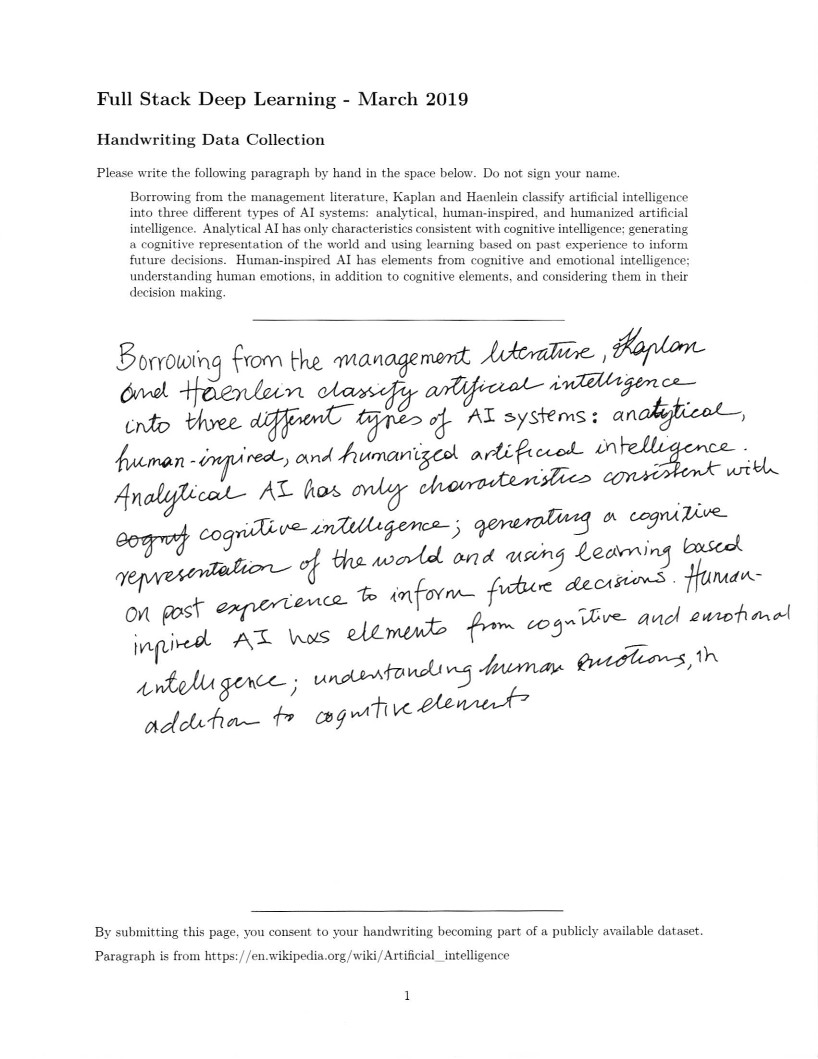 Full Stack Deep Learning - March 2019
Handwriting Data Collection
Please write the following paragraph by hand in the space below. Do not sign your name.
Borrowing from the management literature, Kaplan and Haenlein classify artificial intelligence
into three different types of AI systems: analytical, human-inspired, and humanized artificial
intelligence. Analytical AI has only characteristics consistent with cognitive intelligence; generating
a cognitive representation of the world and using learning based on past experience to inform
future decisions. Human-inspired AI has elements from cognitive and emotional intelligence;
understanding human emotions, in addition to cognitive elements, and considering them in their
decision making.
Borrowing from the management literature, Kaplan
and Haenlein classify artificial intelligence
into three different types of AI systems: analytical,
human-inpired, and humanized artificial intelligence.
Analytical AI has only characteristics consistent with
cognitive intelligence; generating a cognitive
representation of the world and using learning based
on past experience to inform future decisions. Human-
inpired AI has elements from cognitive and emotional
intelligence; understanding human emotions, in
addition to cognitive elements
By submitting this page, you consent to your handwriting becoming part of a publicly available dataset.
Paragraph is from https://en.wikipedia.org/wiki/Artificial_intelligence
1